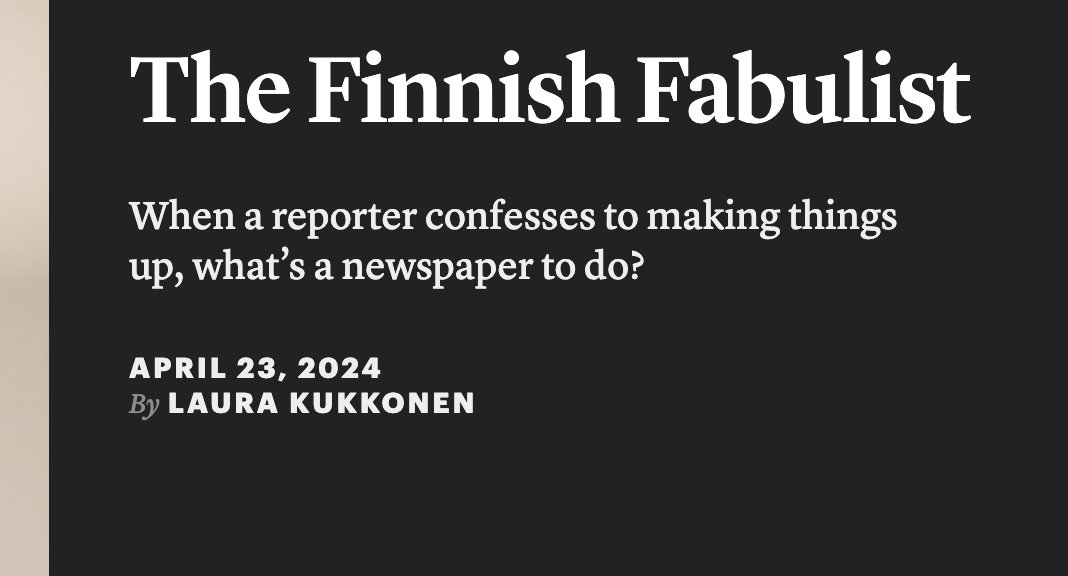 The Finnish Fabulist
When a reporter confesses to making things
up, what’s a newspaper to do?
APRIL 23, 2024
By LAURA KUKKONEN